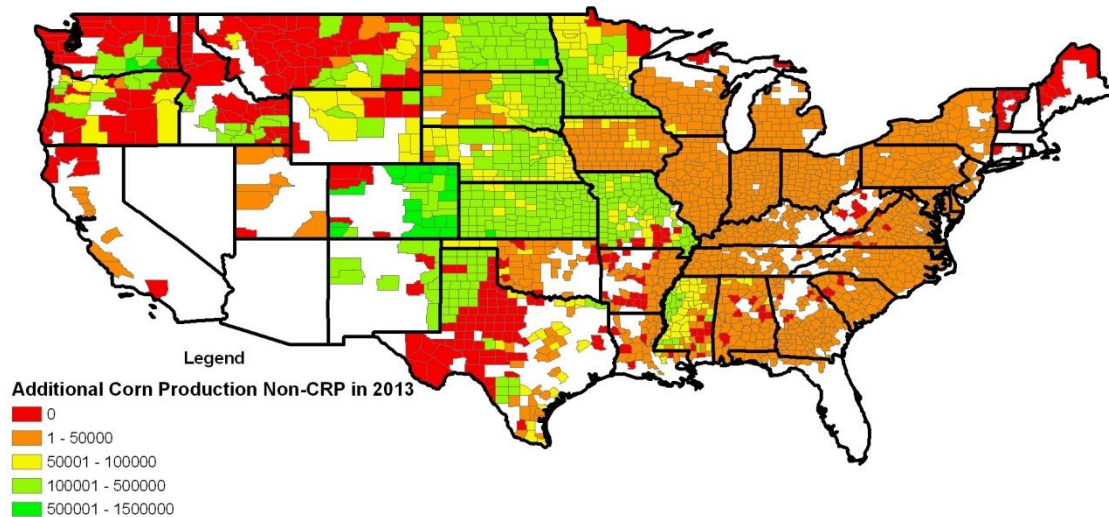 Legend
Additional Corn Production Non-CRP in 2013
0
1 - 50000
50001 - 100000
100001 - 500000
500001 - 1500000